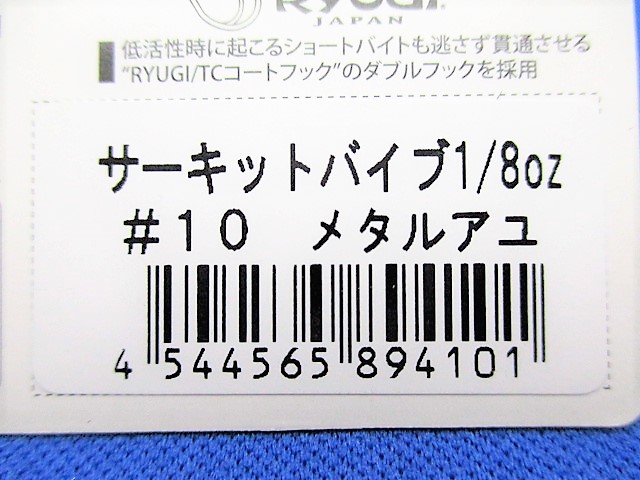 RYUGI
JAPAN
低活性時に起こるショートバイトも逃さず貫通させる
"RYUGI/TCコートフック"のダブルフックを採用
サーキットバイブ1/8oz
#10 メタルアユ
4 544565 894101